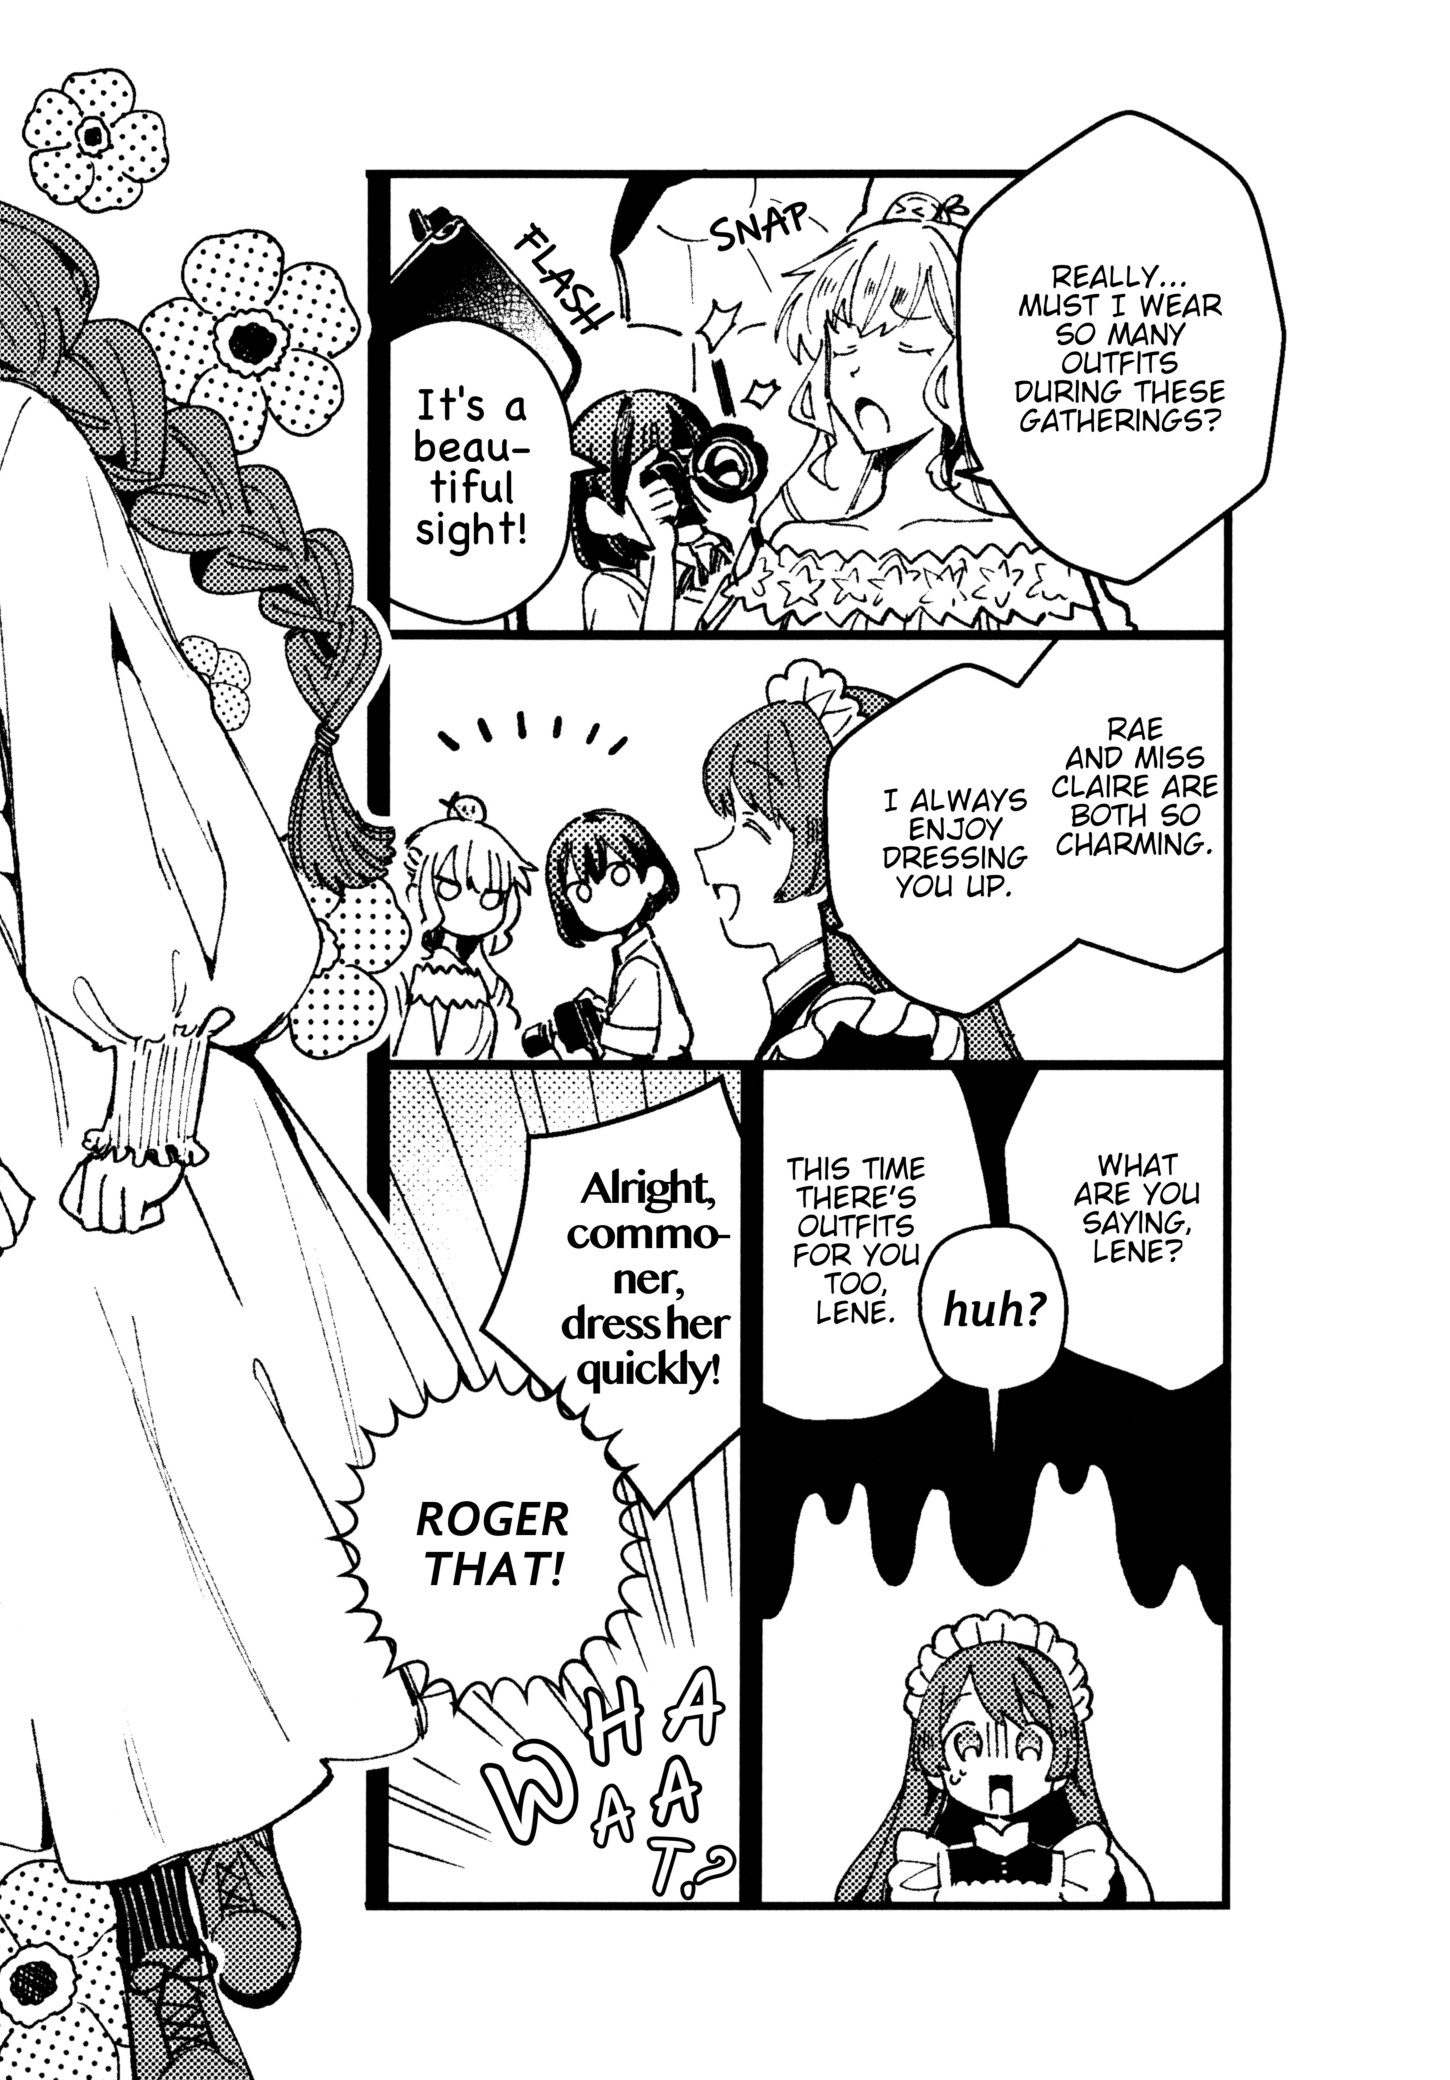 REALLY...
MUST I WEAR
SO MANY
OUTFITS
DURING THESE
GATHERINGS?
SNAP
FLASH
It's a
beau-
tiful
sight!
RAE
AND MISS
CLAIRE ARE
BOTH SO
CHARMING.
I ALWAYS
ENJOY
DRESSING
YOU UP.
WHAT
ARE YOU
SAYING,
LENE?
huh?
THIS TIME
THERE'S
OUTFITS
FOR YOU
TOO,
LENE.
Alright,
commo-
ner,
dress her
quickly!
ROGER
THAT!
WHAAAT?